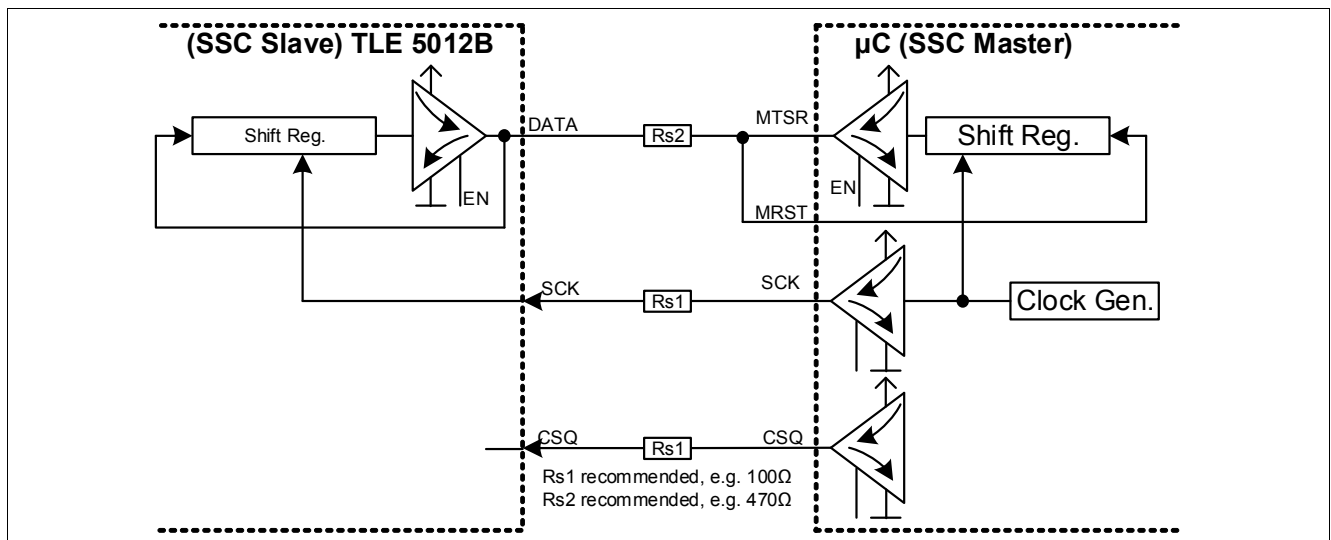 (SSC Slave) TLE 5012B
µC (SSC Master)
Shift Reg.
EN
DATA
Rs2
MTSR
EN
Shift Reg.
MRST
SCK
Rs1
SCK
Clock Gen.
CSQ
Rs1
CSQ
Rs1 recommended, e.g. 100Ω
Rs2 recommended, e.g. 470Ω